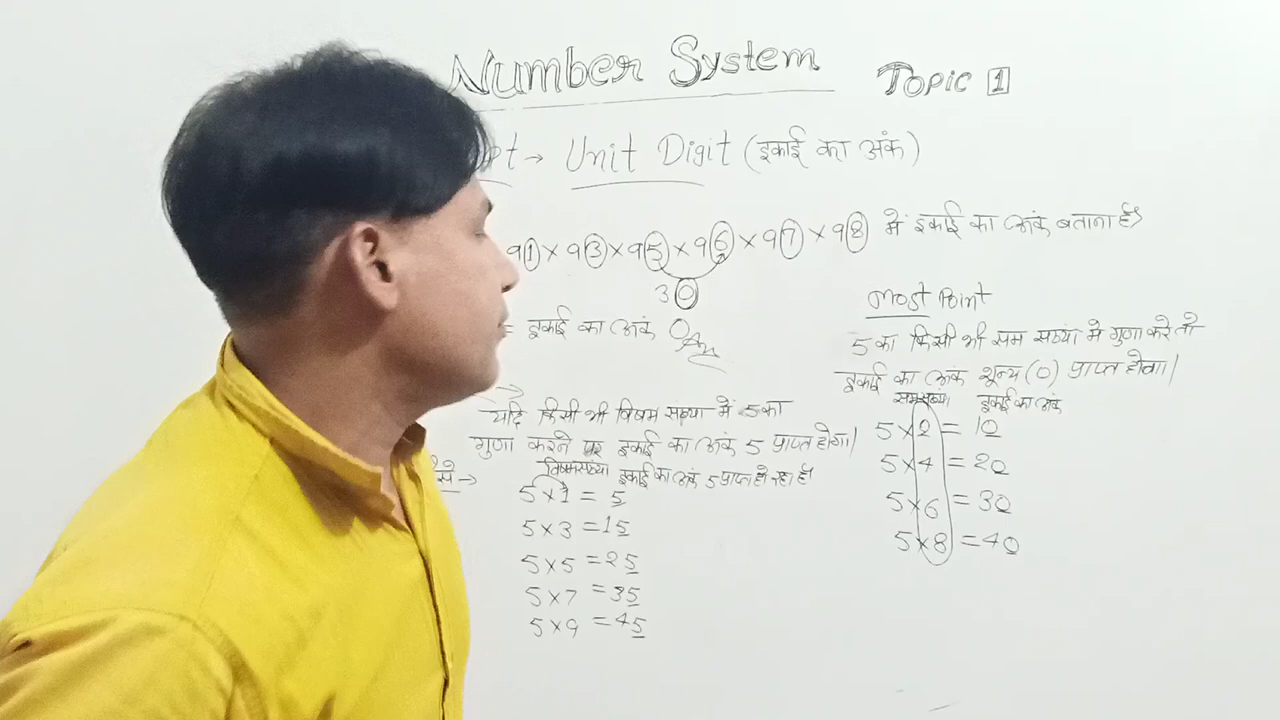 Number System
Topic 1
pt → Unit Digit (इकाई का अंक)
91 × 93 × 95 × 96 × 97 × 98 में इकाई का अंक बताना है?
30
= इकाई का अंक 0 Ans
Most Point
5 का किसी भी सम संख्या में गुणा करे तो
इकाई का अंक शून्य (0) प्राप्त होगा।
समसंख्या इकाई का अंक
5×2 = 10
5×4 = 20
5×6 = 30
5×8 = 40
यदि किसी भी विषम संख्या में 5 का
गुणा करने पर इकाई का अंक 5 प्राप्त होगा।
से → विषमसंख्या इकाई का अंक 5 प्राप्त हो रहा है।
5×1 = 5
5×3 = 15
5×5 = 25
5×7 = 35
5×9 = 45